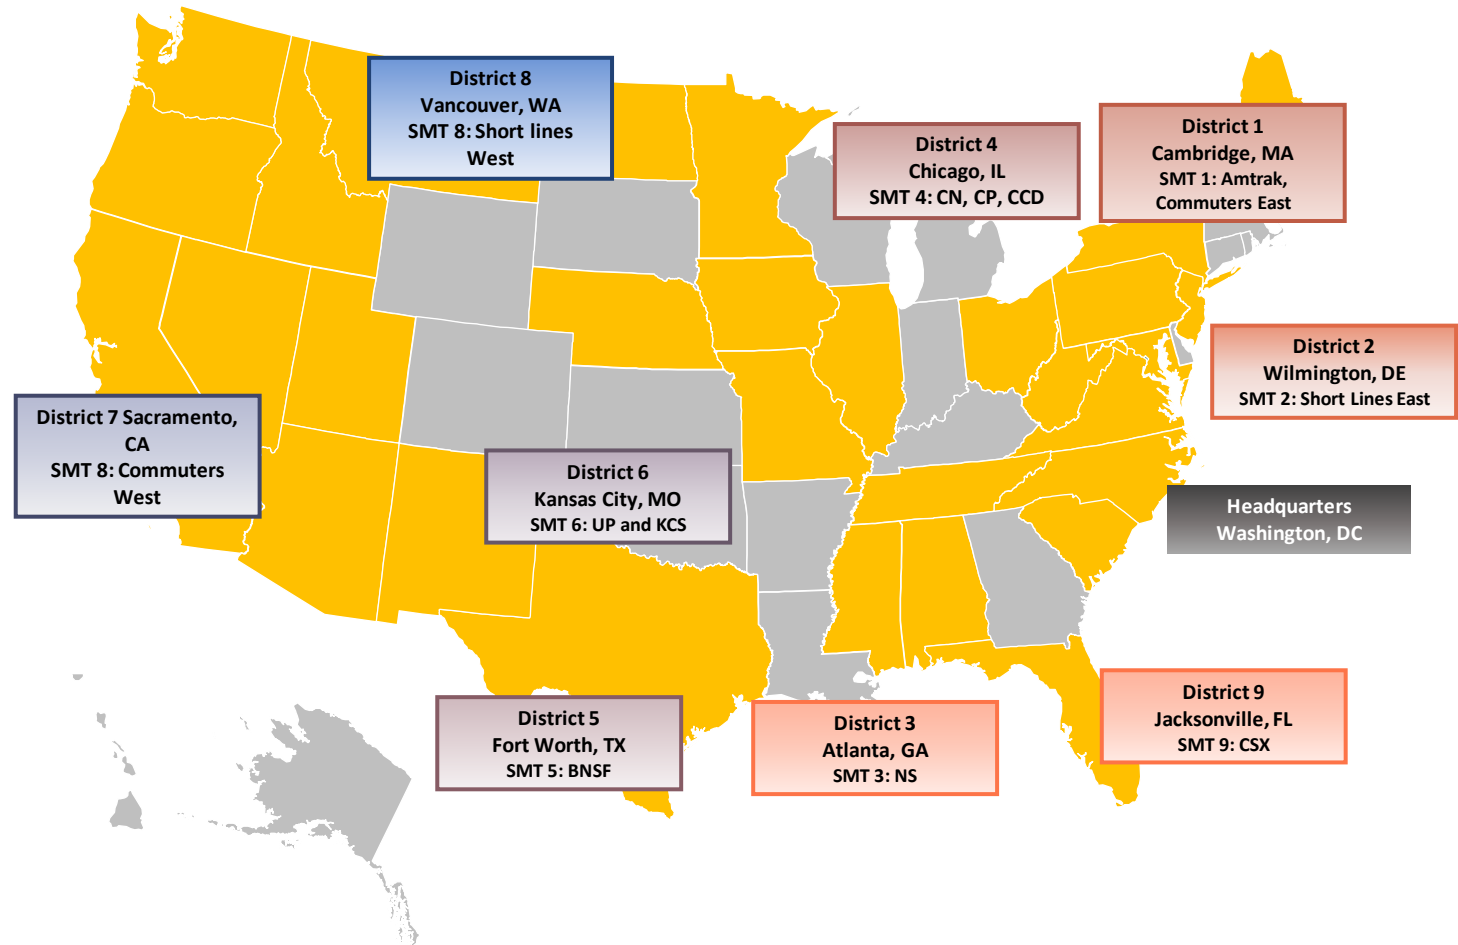 District 8
Vancouver, WA
SMT 8: Short lines
West
District 4
Chicago, IL
SMT 4: CN, CP, CCD
District 1
Cambridge, MA
SMT 1: Amtrak,
Commuters East
District 2
Wilmington, DE
SMT 2: Short Lines East
District 7 Sacramento,
CA
SMT 8: Commuters
West
District 6
Kansas City, MO
SMT 6: UP and KCS
Headquarters
Washington, DC
District 5
Fort Worth, TX
SMT 5: BNSF
District 3
Atlanta, GA
SMT 3: NS
District 9
Jacksonville, FL
SMT 9: CSX